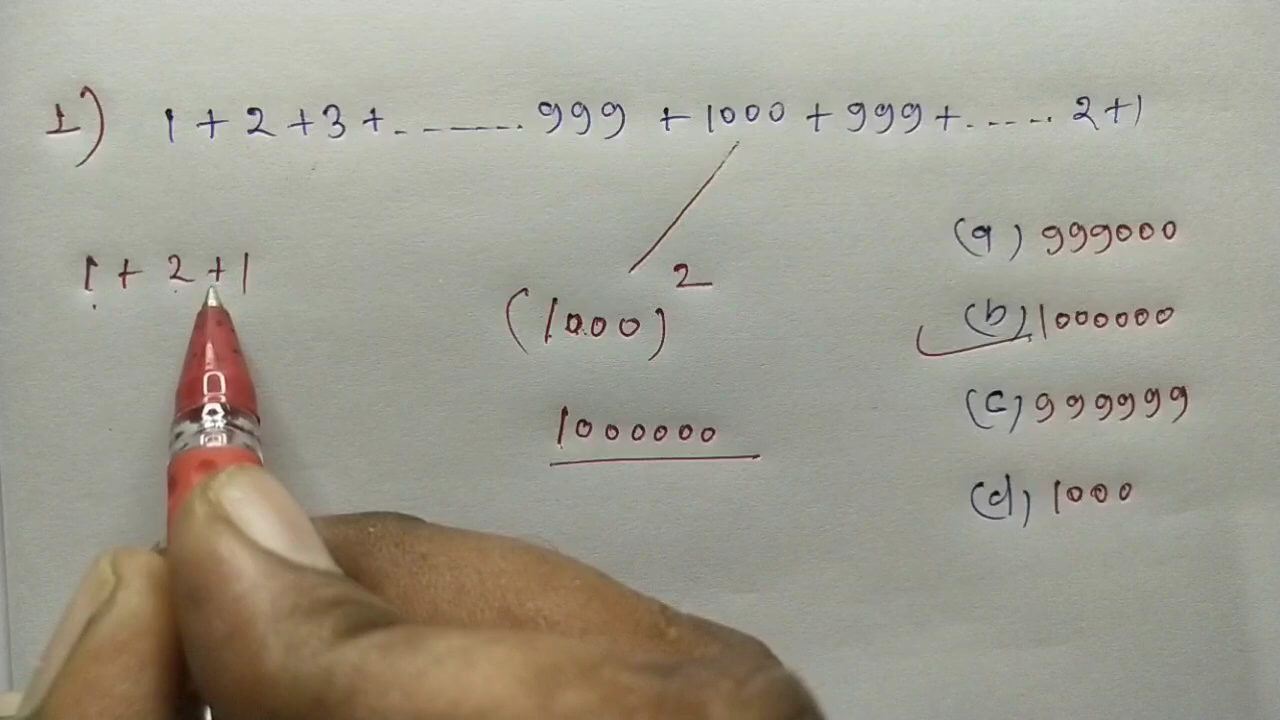 1) 1 + 2 + 3 + ....... 999 + 1000 + 999 + ..... 2 + 1
1 + 2 + 1
(1000)²
1000000
(a) 999000
(b) 1000000
(c) 999999
(d) 1000